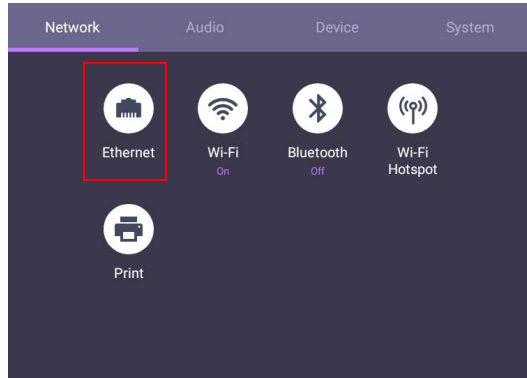 Network Audio Device System
Ethernet Wi-Fi Bluetooth Wi-Fi
On Off Hotspot
Print